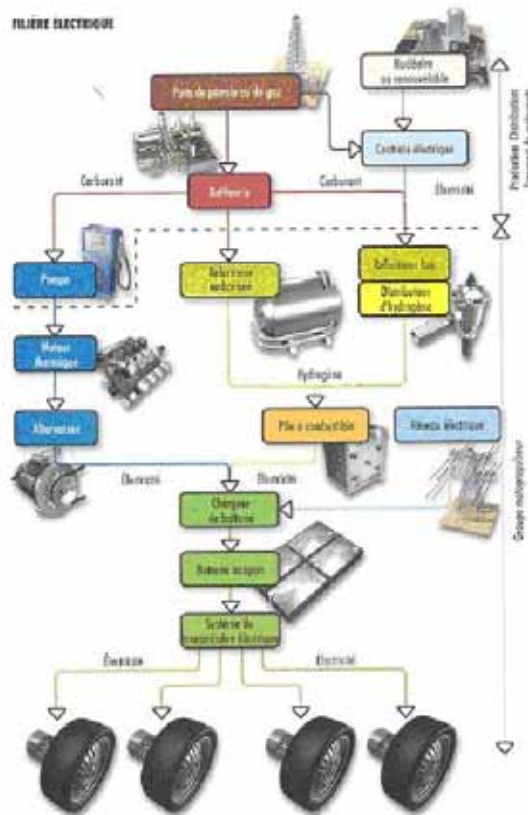 FILIÈRE ÉLECTRIQUE
Puits de pétrole ou de gaz
Nucléaire
ou renouvelable
Centrale électrique
Carburant
Carburant
Électricité
Production Distribution
Raffinerie
Pompe
Reformeur
embarqué
Reformeur fixe
Distributeur
d'hydrogène
Moteur
thermique
Hydrogène
Alternateur
Pile à combustible
Réseau électrique
Électricité
Électricité
Chargeur
de batterie
Batterie tampon
Système de
transmission électrique
Électricité
Électricité
Groupe motopropulseur